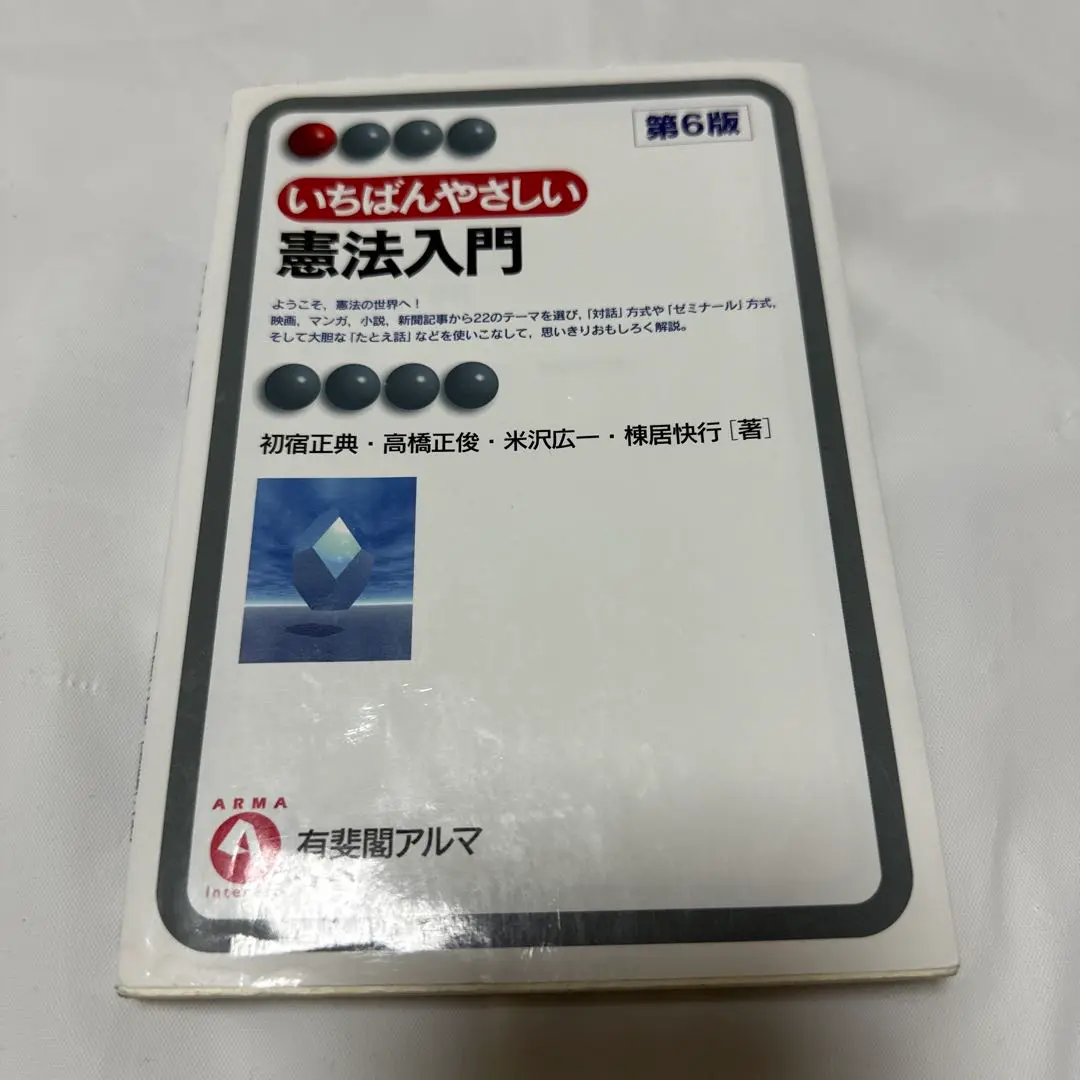 第6版
いちばんやさしい
憲法入門
ようこそ,憲法の世界へ!
映画,マンガ,小説,新聞記事から22のテーマを選び,「対話」方式や「ゼミナール」方式,
そして大胆な「たとえ話」などを使いこなして,思いきりおもしろく解説。
初宿正典・高橋正俊・米沢広一・棟居快行[著]
ARMA
有斐閣アルマ